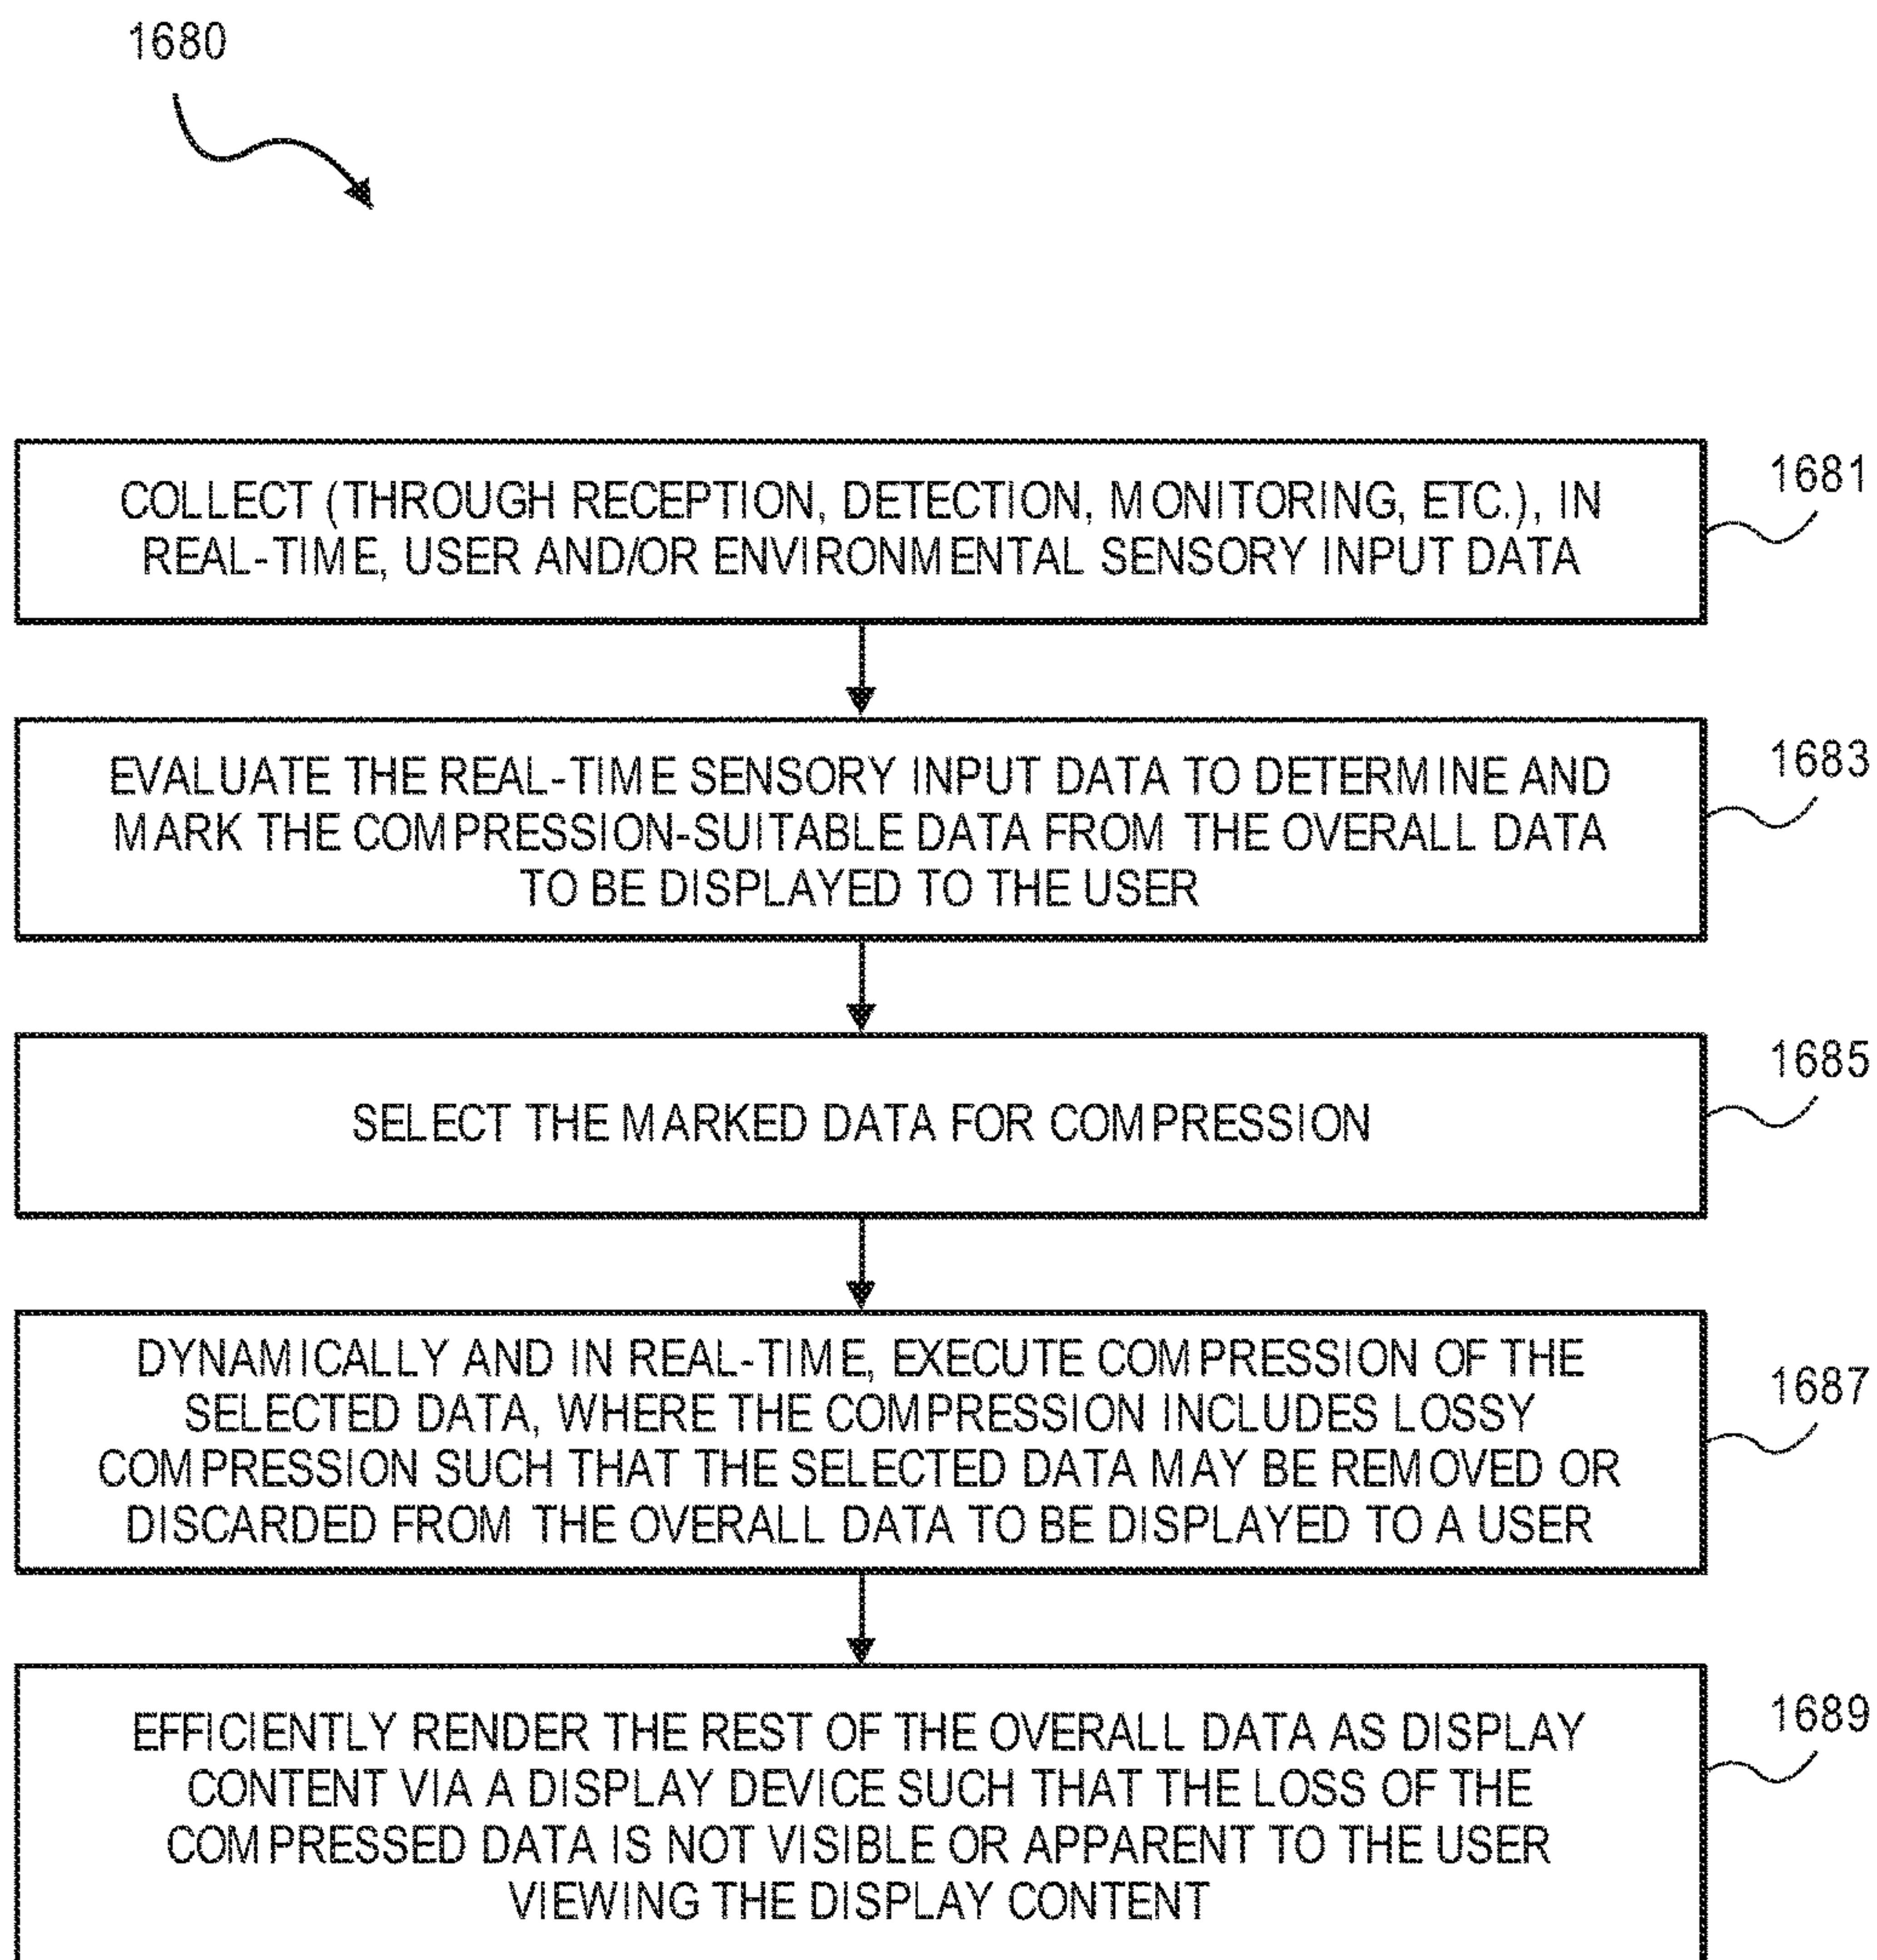 1680
COLLECT (THROUGH RECEPTION, DETECTION, MONITORING, ETC.), IN
REAL-TIME, USER AND/OR ENVIRONMENTAL SENSORY INPUT DATA
1681
EVALUATE THE REAL-TIME SENSORY INPUT DATA TO DETERMINE AND
MARK THE COMPRESSION-SUITABLE DATA FROM THE OVERALL DATA
TO BE DISPLAYED TO THE USER
1683
SELECT THE MARKED DATA FOR COMPRESSION
1685
DYNAMICALLY AND IN REAL-TIME, EXECUTE COMPRESSION OF THE
SELECTED DATA, WHERE THE COMPRESSION INCLUDES LOSSY
COMPRESSION SUCH THAT THE SELECTED DATA MAY BE REMOVED OR
DISCARDED FROM THE OVERALL DATA TO BE DISPLAYED TO A USER
1687
EFFICIENTLY RENDER THE REST OF THE OVERALL DATA AS DISPLAY
CONTENT VIA A DISPLAY DEVICE SUCH THAT THE LOSS OF THE
COMPRESSED DATA IS NOT VISIBLE OR APPARENT TO THE USER
VIEWING THE DISPLAY CONTENT
1689